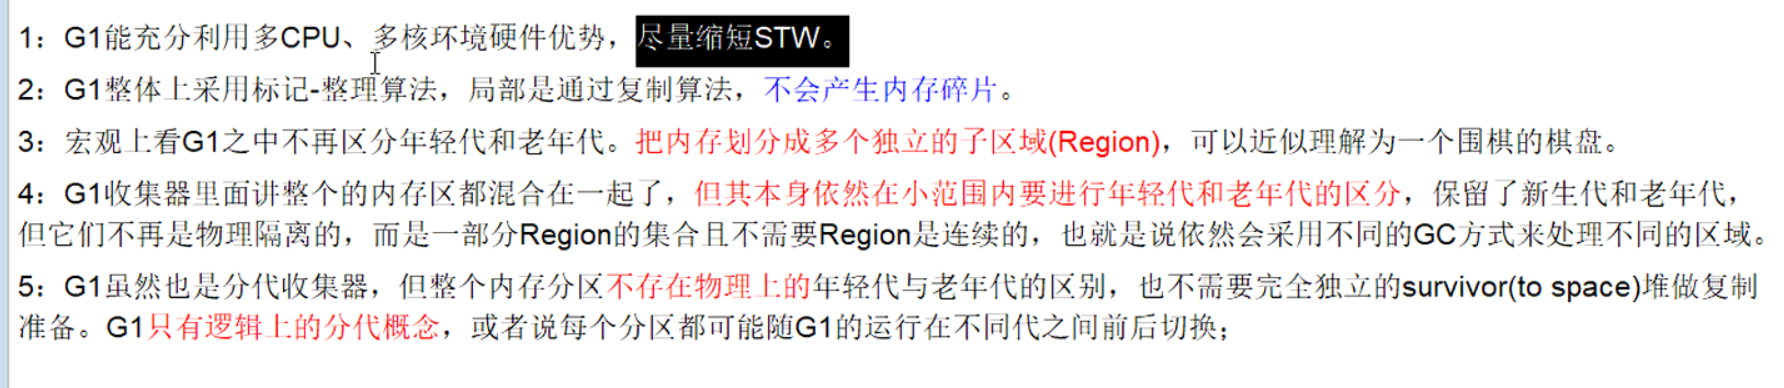 1：G1能充分利用多CPU、多核环境硬件优势，尽量缩短STW。
2：G1整体上采用标记-整理算法，局部是通过复制算法，不会产生内存碎片。
3：宏观上看G1之中不再区分年轻代和老年代。把内存划分成多个独立的子区域(Region)，可以近似理解为一个围棋的棋盘。
4：G1收集器里面讲整个的内存区都混合在一起了，但其本身依然在小范围内要进行年轻代和老年代的区分，保留了新生代和老年代，
但它们不再是物理隔离的，而是一部分Region的集合且不需要Region是连续的，也就是说依然会采用不同的GC方式来处理不同的区域。
5：G1虽然也是分代收集器，但整个内存分区不存在物理上的年轻代与老年代的区别，也不需要完全独立的survivor(to space)堆做复制
准备。G1只有逻辑上的分代概念，或者说每个分区都可能随G1的运行在不同代之间前后切换；